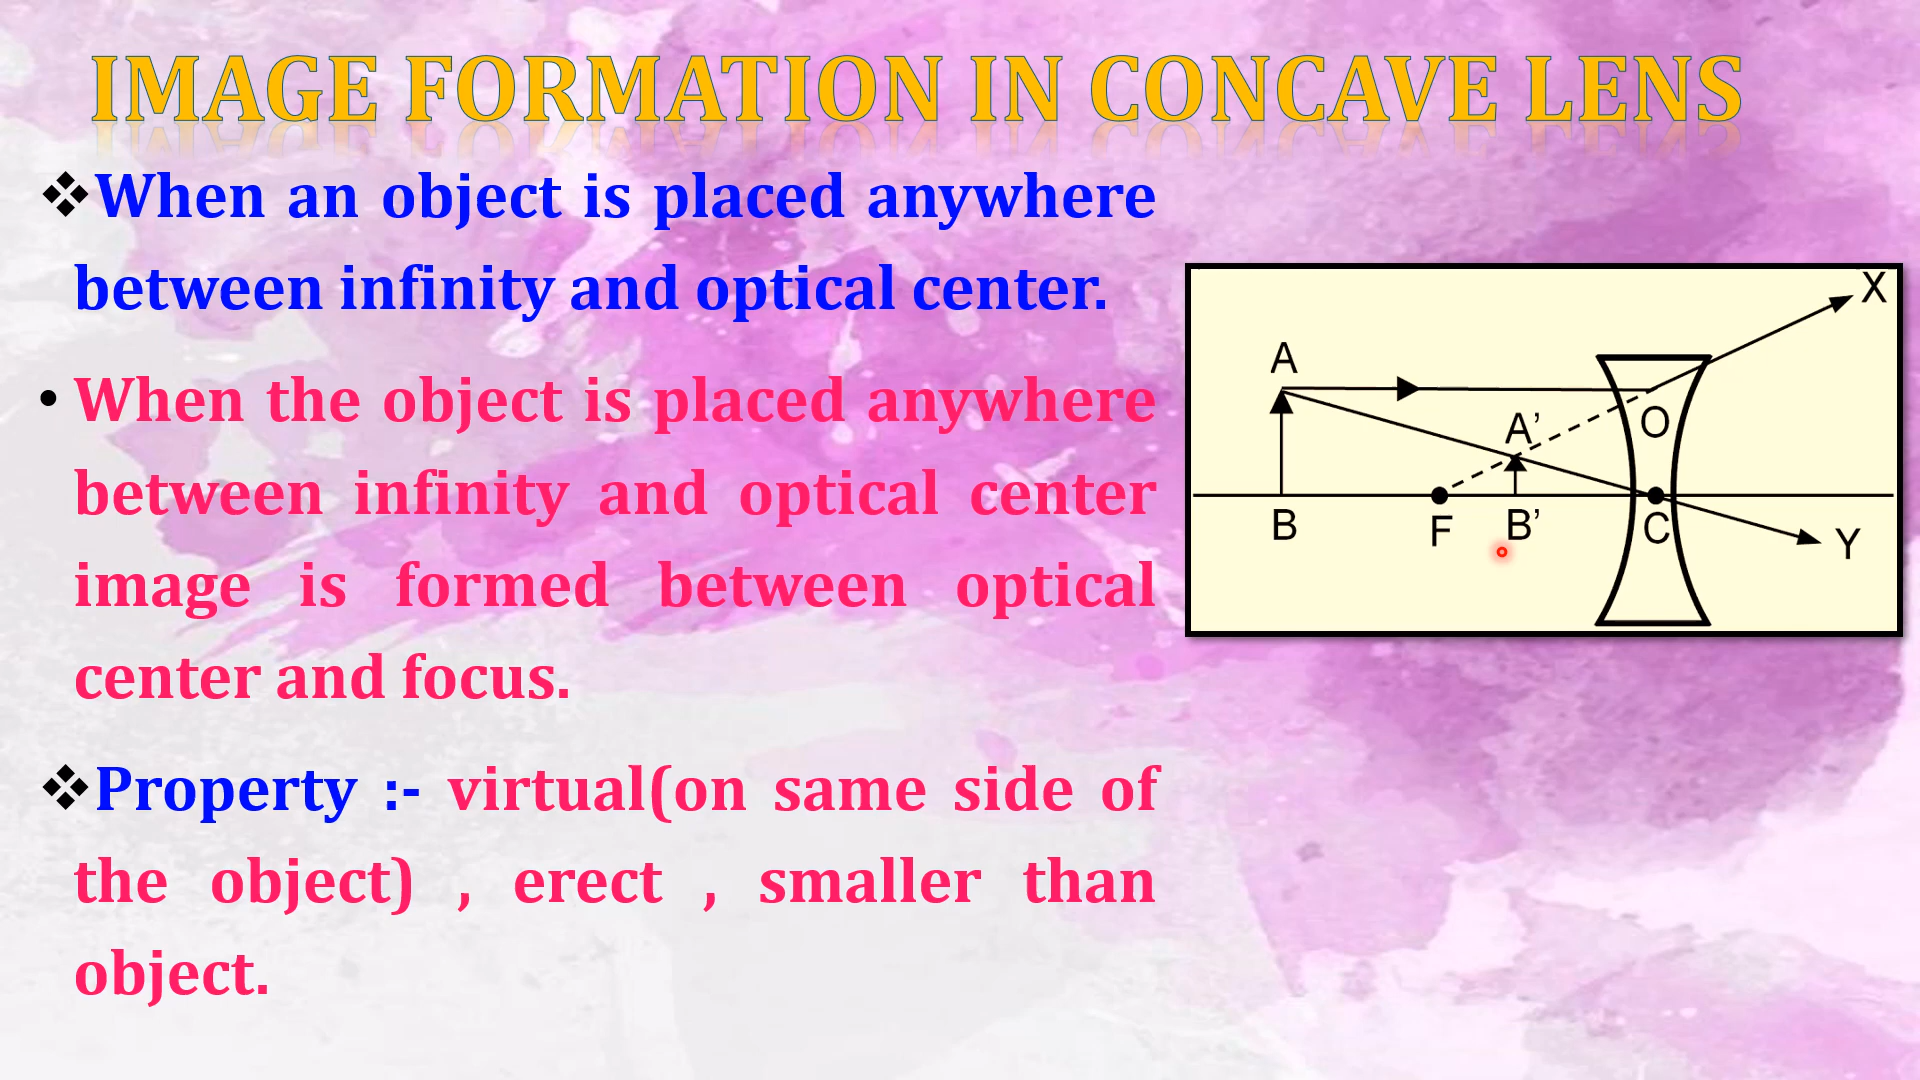 IMAGE FORMATION IN CONCAVE LENS
❖When an object is placed anywhere
between infinity and optical center.
• When the object is placed anywhere
between infinity and optical center
image is formed between optical
center and focus.
❖Property :- virtual(on same side of
the object) , erect , smaller than
object.
X
A
A’
O
B
F
B’
C
Y